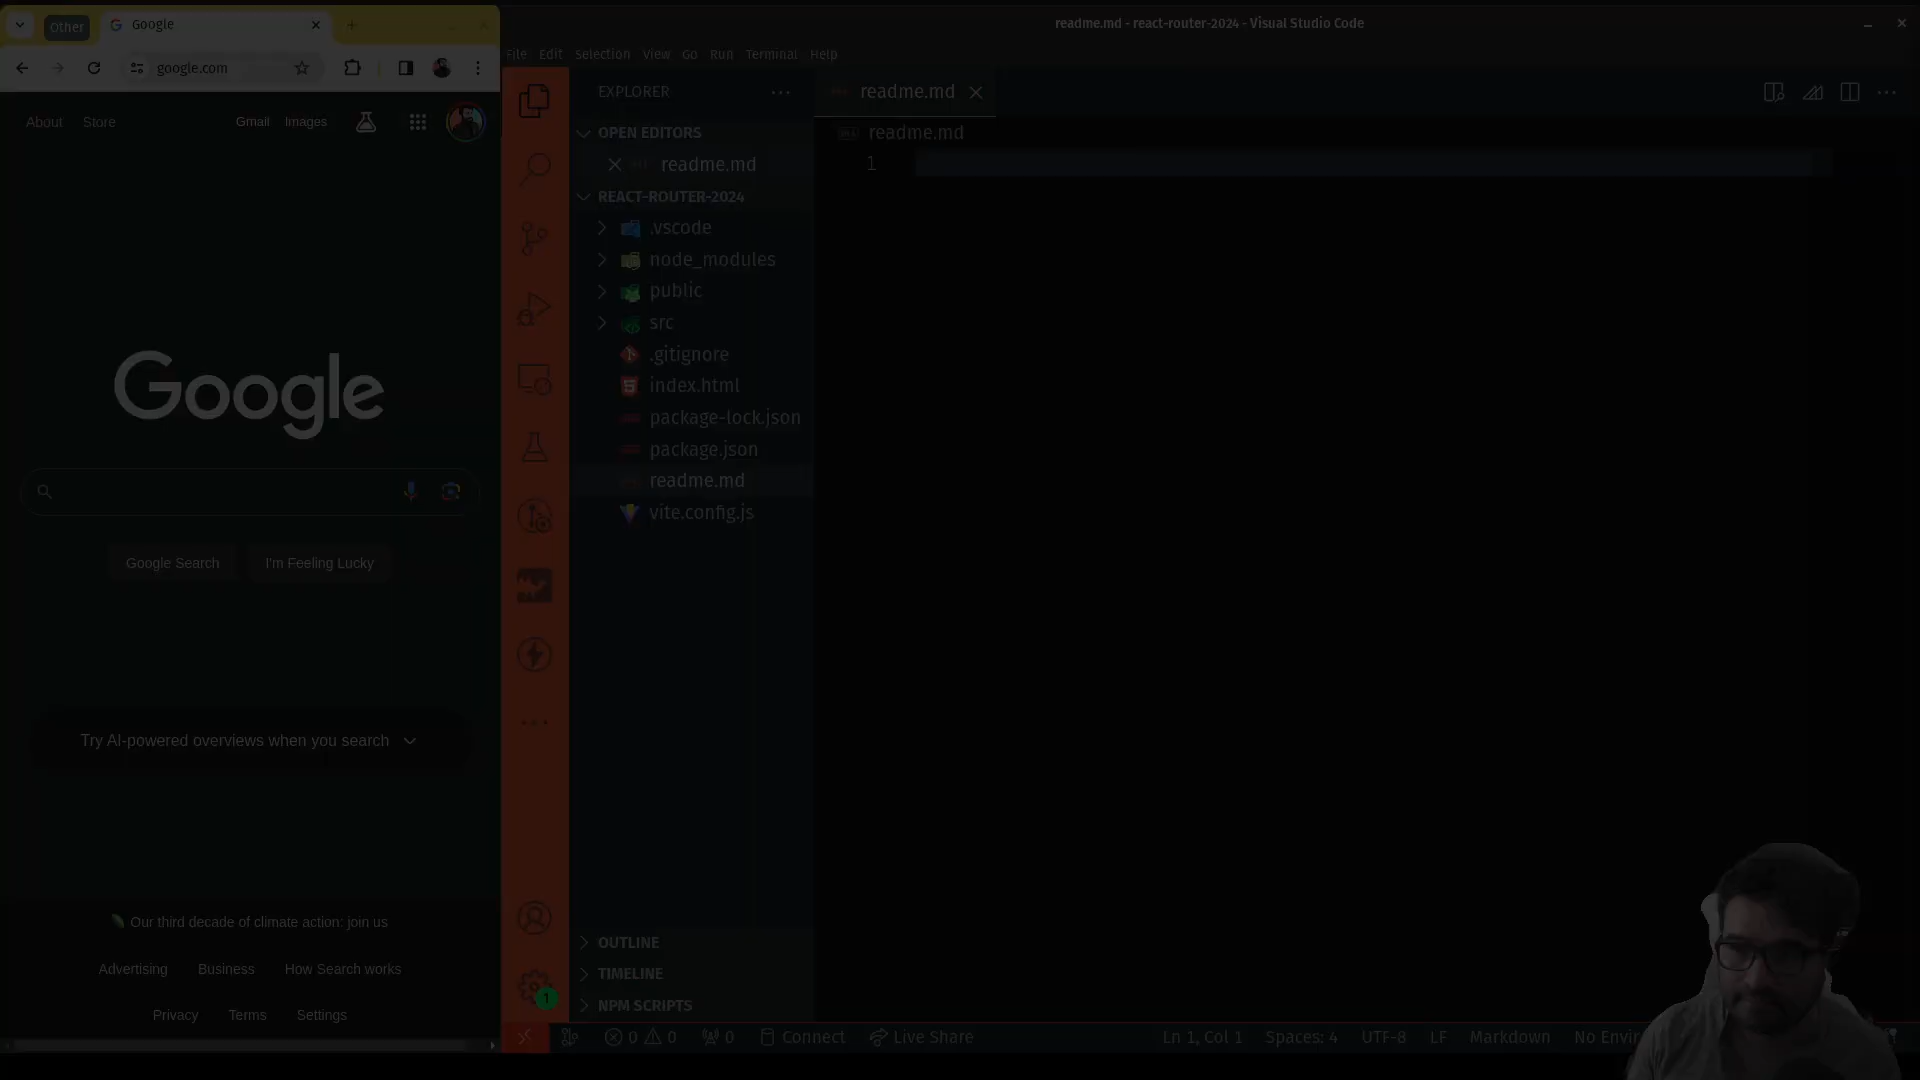 Other
Google
google.com
About Store Gmail Images
Google
Google Search I'm Feeling Lucky
Try AI-powered overviews when you search
Our third decade of climate action: join us
Advertising Business How Search works
Privacy Terms Settings
readme.md - react-router-2024 - Visual Studio Code
File Edit Selection View Go Run Terminal Help
EXPLORER
OPEN EDITORS
readme.md
REACT-ROUTER-2024
.vscode
node_modules
public
src
.gitignore
index.html
package-lock.json
package.json
readme.md
vite.config.js
OUTLINE
TIMELINE
NPM SCRIPTS
1
readme.md
readme.md
1
0 0 0 Connect Live Share Ln 1, Col 1 Spaces: 4 UTF-8 LF Markdown No